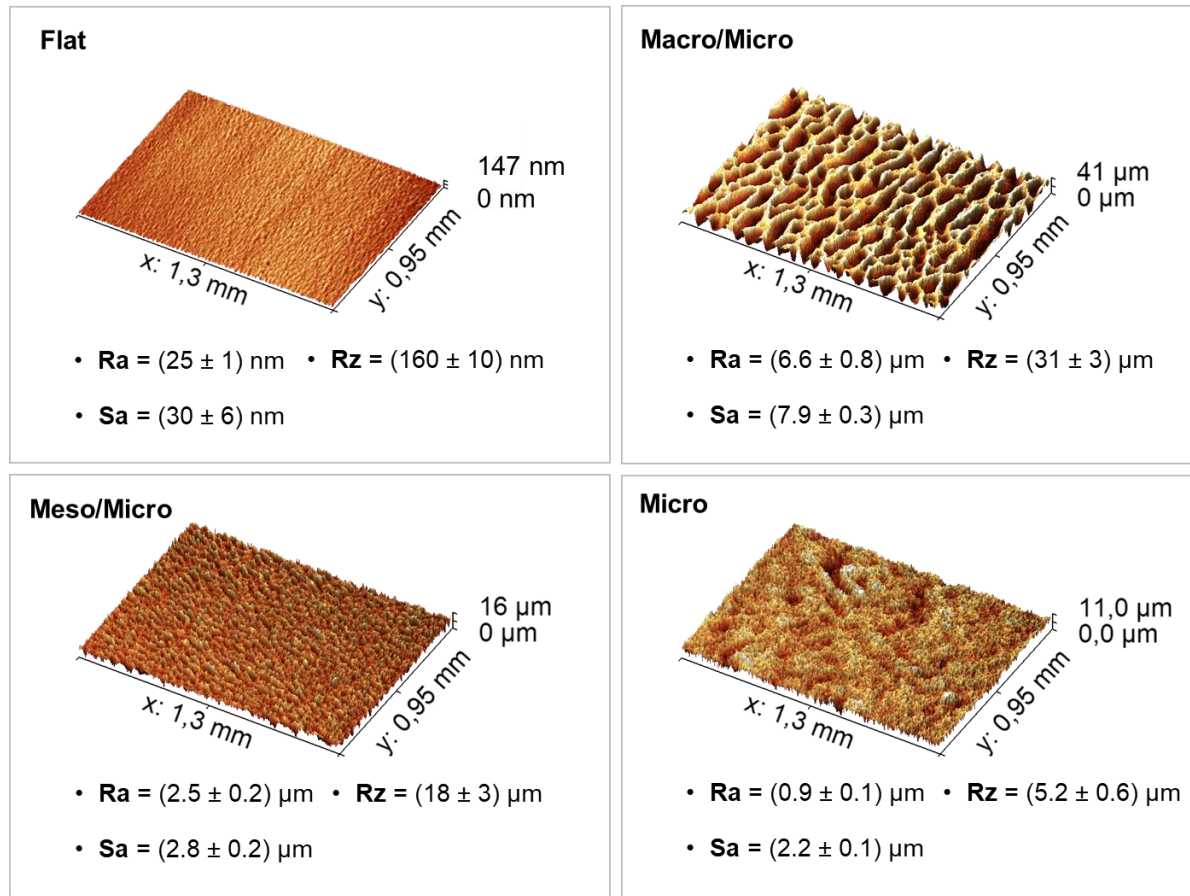 Flat
147 nm
0 nm
x: 1,3 mm
y: 0,95 mm
• Ra = (25 ± 1) nm • Rz = (160 ± 10) nm
• Sa = (30 ± 6) nm
Macro/Micro
41 µm
0 µm
x: 1,3 mm
y: 0,95 mm
• Ra = (6.6 ± 0.8) µm • Rz = (31 ± 3) µm
• Sa = (7.9 ± 0.3) µm
Meso/Micro
16 µm
0 µm
x: 1,3 mm
y: 0,95 mm
• Ra = (2.5 ± 0.2) µm • Rz = (18 ± 3) µm
• Sa = (2.8 ± 0.2) µm
Micro
11,0 µm
0,0 µm
x: 1,3 mm
y: 0,95 mm
• Ra = (0.9 ± 0.1) µm • Rz = (5.2 ± 0.6) µm
• Sa = (2.2 ± 0.1) µm